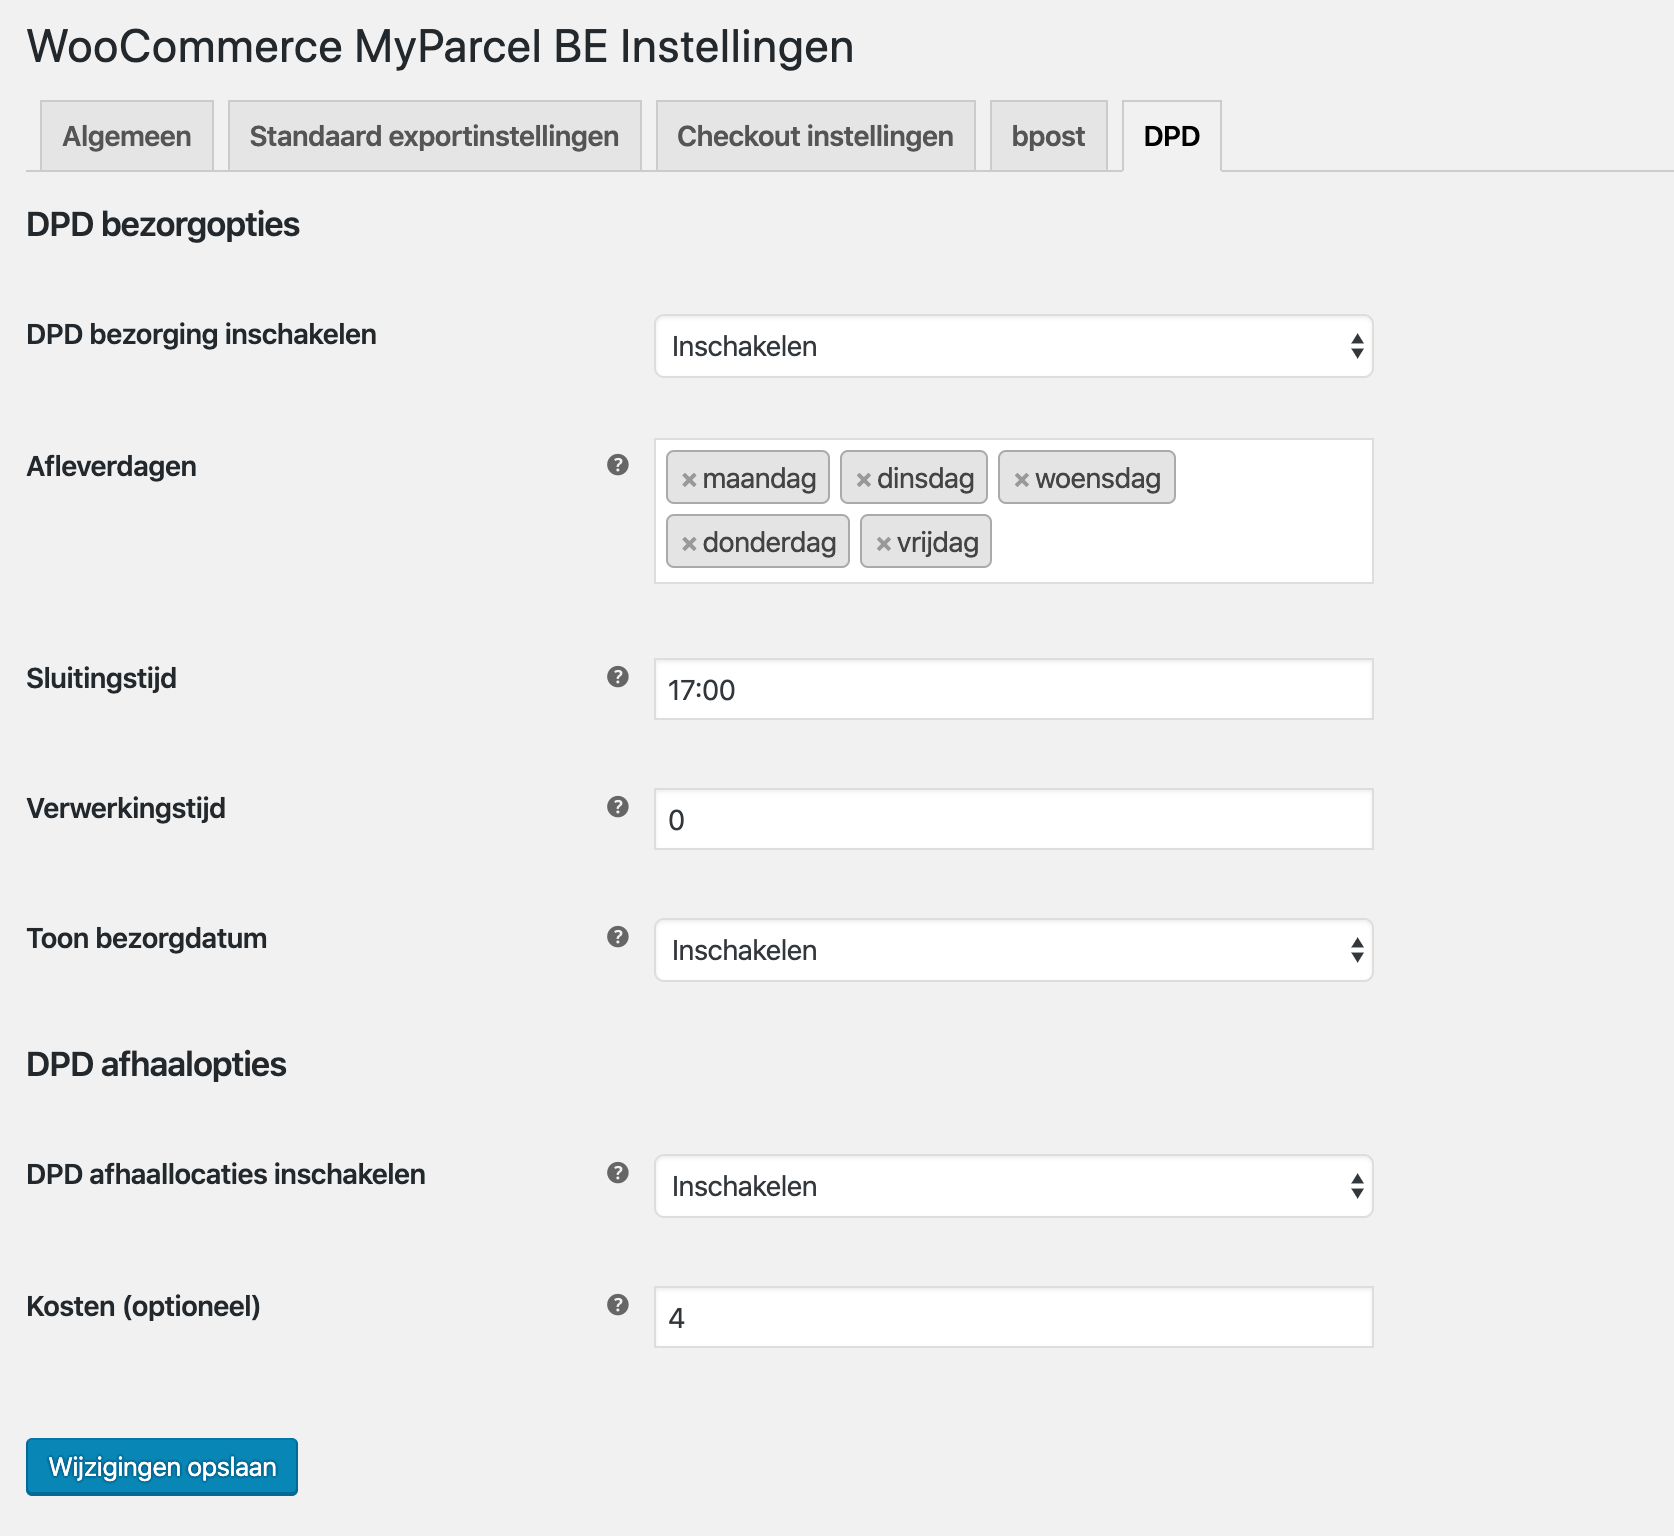 WooCommerce MyParcel BE Instellingen
Algemeen Standaard exportinstellingen Checkout instellingen bpost DPD
DPD bezorgopties
DPD bezorging inschakelen Inschakelen
Afleverdagen ? × maandag × dinsdag × woensdag
× donderdag × vrijdag
Sluitingstijd ? 17:00
Verwerkingstijd ? 0
Toon bezorgdatum ? Inschakelen
DPD afhaalopties
DPD afhaallocaties inschakelen ? Inschakelen
Kosten (optioneel) ? 4
Wijzigingen opslaan